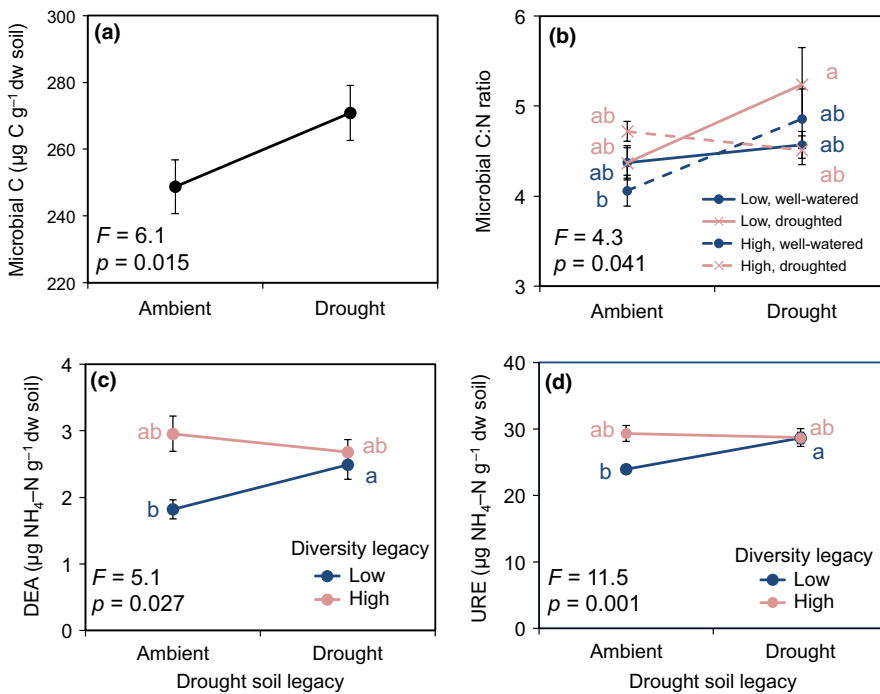 (a)
Microbial C (µg C g⁻¹ dw soil)
300
280
260
240
220
F = 6.1
p = 0.015
Ambient
Drought
(b)
Microbial C:N ratio
6
5
4
3
ab
ab
ab
b
a
ab
ab
ab
Low, well-watered
Low, droughted
High, well-watered
High, droughted
F = 4.3
p = 0.041
Ambient
Drought
(c)
DEA (µg NH₄–N g⁻¹ dw soil)
4
3
2
1
0
ab
b
ab
a
Diversity legacy
Low
High
F = 5.1
p = 0.027
Ambient
Drought
Drought soil legacy
(d)
URE (µg NH₄–N g⁻¹ dw soil)
40
30
20
10
0
ab
b
ab
a
Diversity legacy
Low
High
F = 11.5
p = 0.001
Ambient
Drought
Drought soil legacy